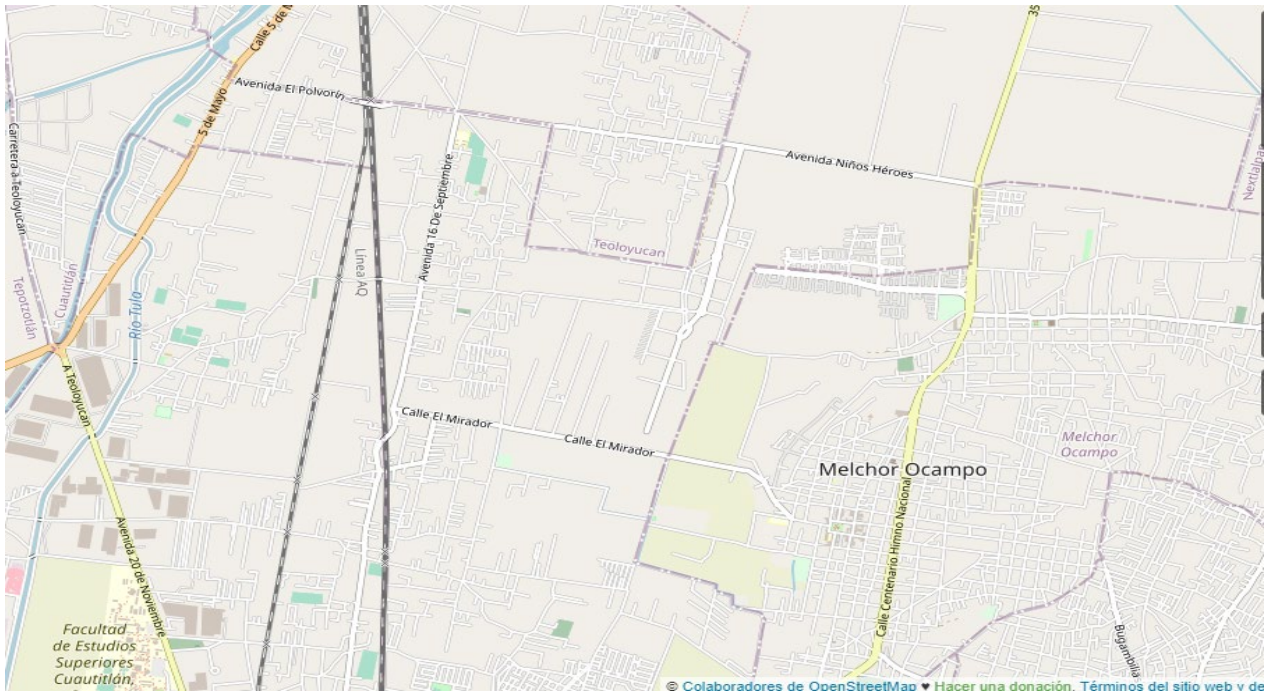 Calle 5 de M
35
Avenida El Polvorín
5 de Mayo
Carretera a Teoloyucan
Avenida Niños Héroes
Nextlalpan
Avenida 16 De Septiembre
Teoloyucan
Línea AQ
Cuautitlán
Tepotzotlán
Río Tula
A Teoloyucan
Calle El Mirador
Calle El Mirador
Melchor
Ocampo
Melchor Ocampo
Calle Centenario Himno Nacional
Avenida 20 de Noviembre
Bugambilia
Facultad
de Estudios
Superiores
Cuautitlán,
© Colaboradores de OpenStreetMap ♥ Hacer una donación. Términos del sitio web y de